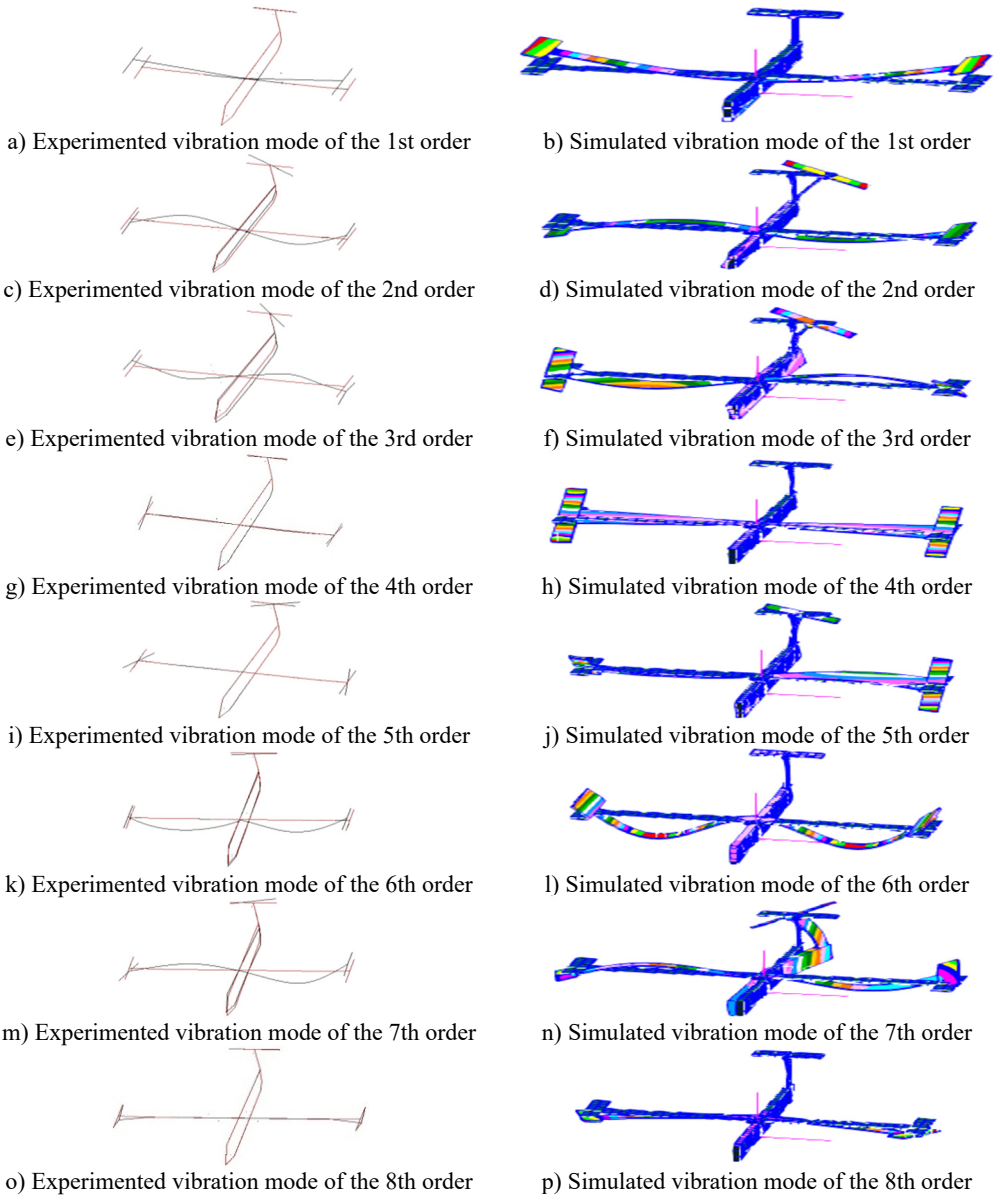 a) Experimented vibration mode of the 1st order
b) Simulated vibration mode of the 1st order
c) Experimented vibration mode of the 2nd order
d) Simulated vibration mode of the 2nd order
e) Experimented vibration mode of the 3rd order
f) Simulated vibration mode of the 3rd order
g) Experimented vibration mode of the 4th order
h) Simulated vibration mode of the 4th order
i) Experimented vibration mode of the 5th order
j) Simulated vibration mode of the 5th order
k) Experimented vibration mode of the 6th order
l) Simulated vibration mode of the 6th order
m) Experimented vibration mode of the 7th order
n) Simulated vibration mode of the 7th order
o) Experimented vibration mode of the 8th order
p) Simulated vibration mode of the 8th order